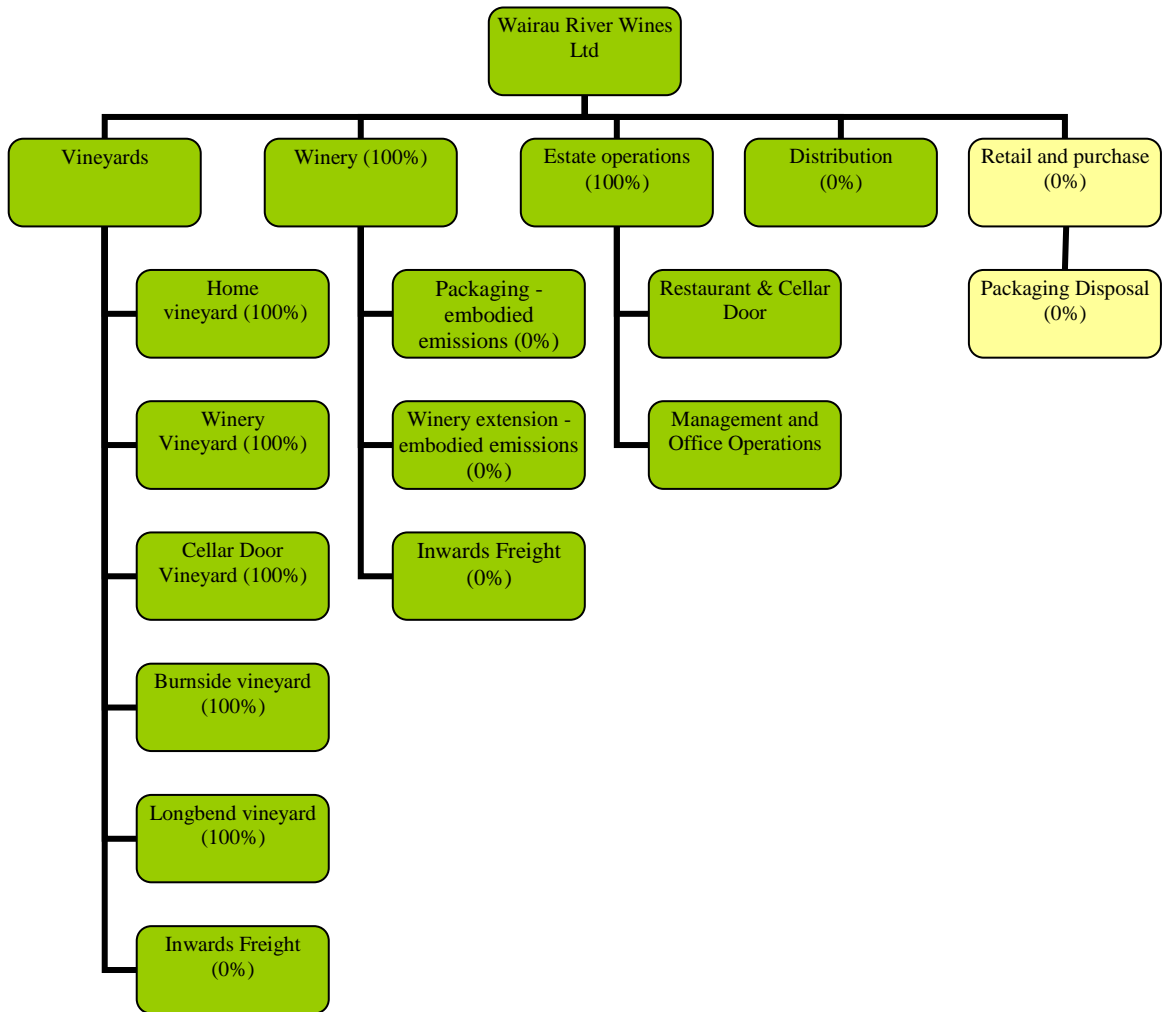 Wairau River Wines
Ltd
Vineyards
Winery (100%)
Estate operations
(100%)
Distribution
(0%)
Retail and purchase
(0%)
Home
vineyard (100%)
Packaging -
embodied
emissions (0%)
Restaurant & Cellar
Door
Packaging Disposal
(0%)
Winery
Vineyard (100%)
Winery extension -
embodied emissions
(0%)
Management and
Office Operations
Cellar Door
Vineyard (100%)
Inwards Freight
(0%)
Burnside vineyard
(100%)
Longbend vineyard
(100%)
Inwards Freight
(0%)